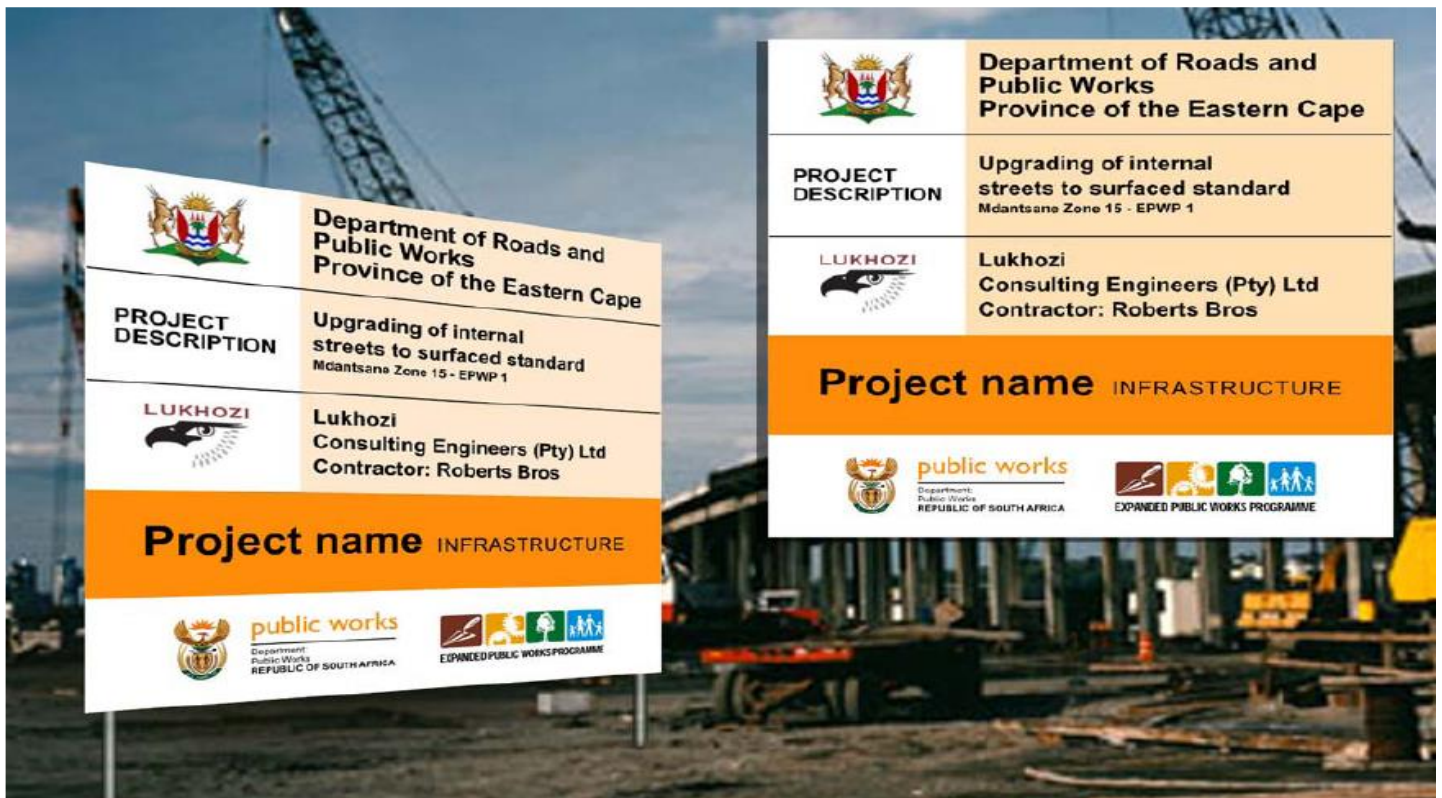 Department of Roads and
Public Works
Province of the Eastern Cape
PROJECT
DESCRIPTION
Upgrading of internal
streets to surfaced standard
Mdantsane Zone 15 - EPWP 1
LUKHOZI
Lukhozi
Consulting Engineers (Pty) Ltd
Contractor: Roberts Bros
Project name INFRASTRUCTURE
public works
Department:
Public Works
REPUBLIC OF SOUTH AFRICA
EXPANDED PUBLIC WORKS PROGRAMME
Department of Roads and
Public Works
Province of the Eastern Cape
PROJECT
DESCRIPTION
Upgrading of internal
streets to surfaced standard
Mdantsane Zone 15 - EPWP 1
LUKHOZI
Lukhozi
Consulting Engineers (Pty) Ltd
Contractor: Roberts Bros
Project name INFRASTRUCTURE
public works
Department:
Public Works
REPUBLIC OF SOUTH AFRICA
EXPANDED PUBLIC WORKS PROGRAMME